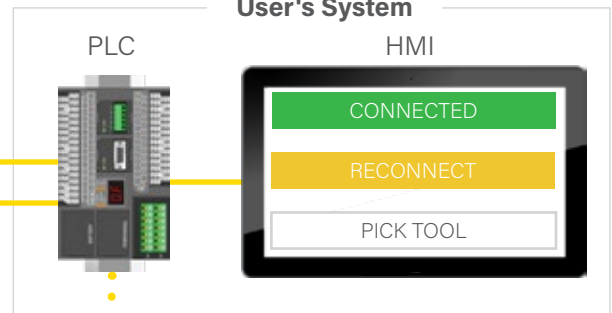 User's System
PLC
HMI
CONNECTED
RECONNECT
PICK TOOL